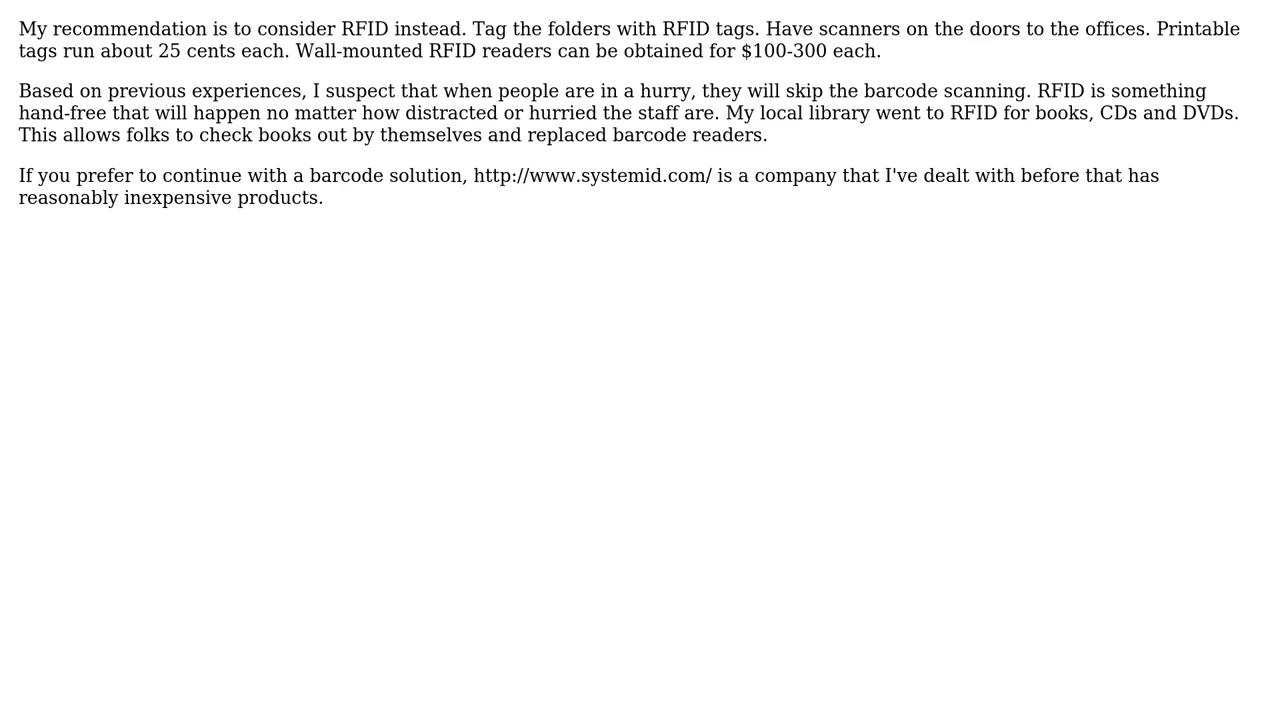 My recommendation is to consider RFID instead. Tag the folders with RFID tags. Have scanners on the doors to the offices. Printable
tags run about 25 cents each. Wall-mounted RFID readers can be obtained for $100-300 each.
Based on previous experiences, I suspect that when people are in a hurry, they will skip the barcode scanning. RFID is something
hand-free that will happen no matter how distracted or hurried the staff are. My local library went to RFID for books, CDs and DVDs.
This allows folks to check books out by themselves and replaced barcode readers.
If you prefer to continue with a barcode solution, http://www.systemid.com/ is a company that I've dealt with before that has
reasonably inexpensive products.